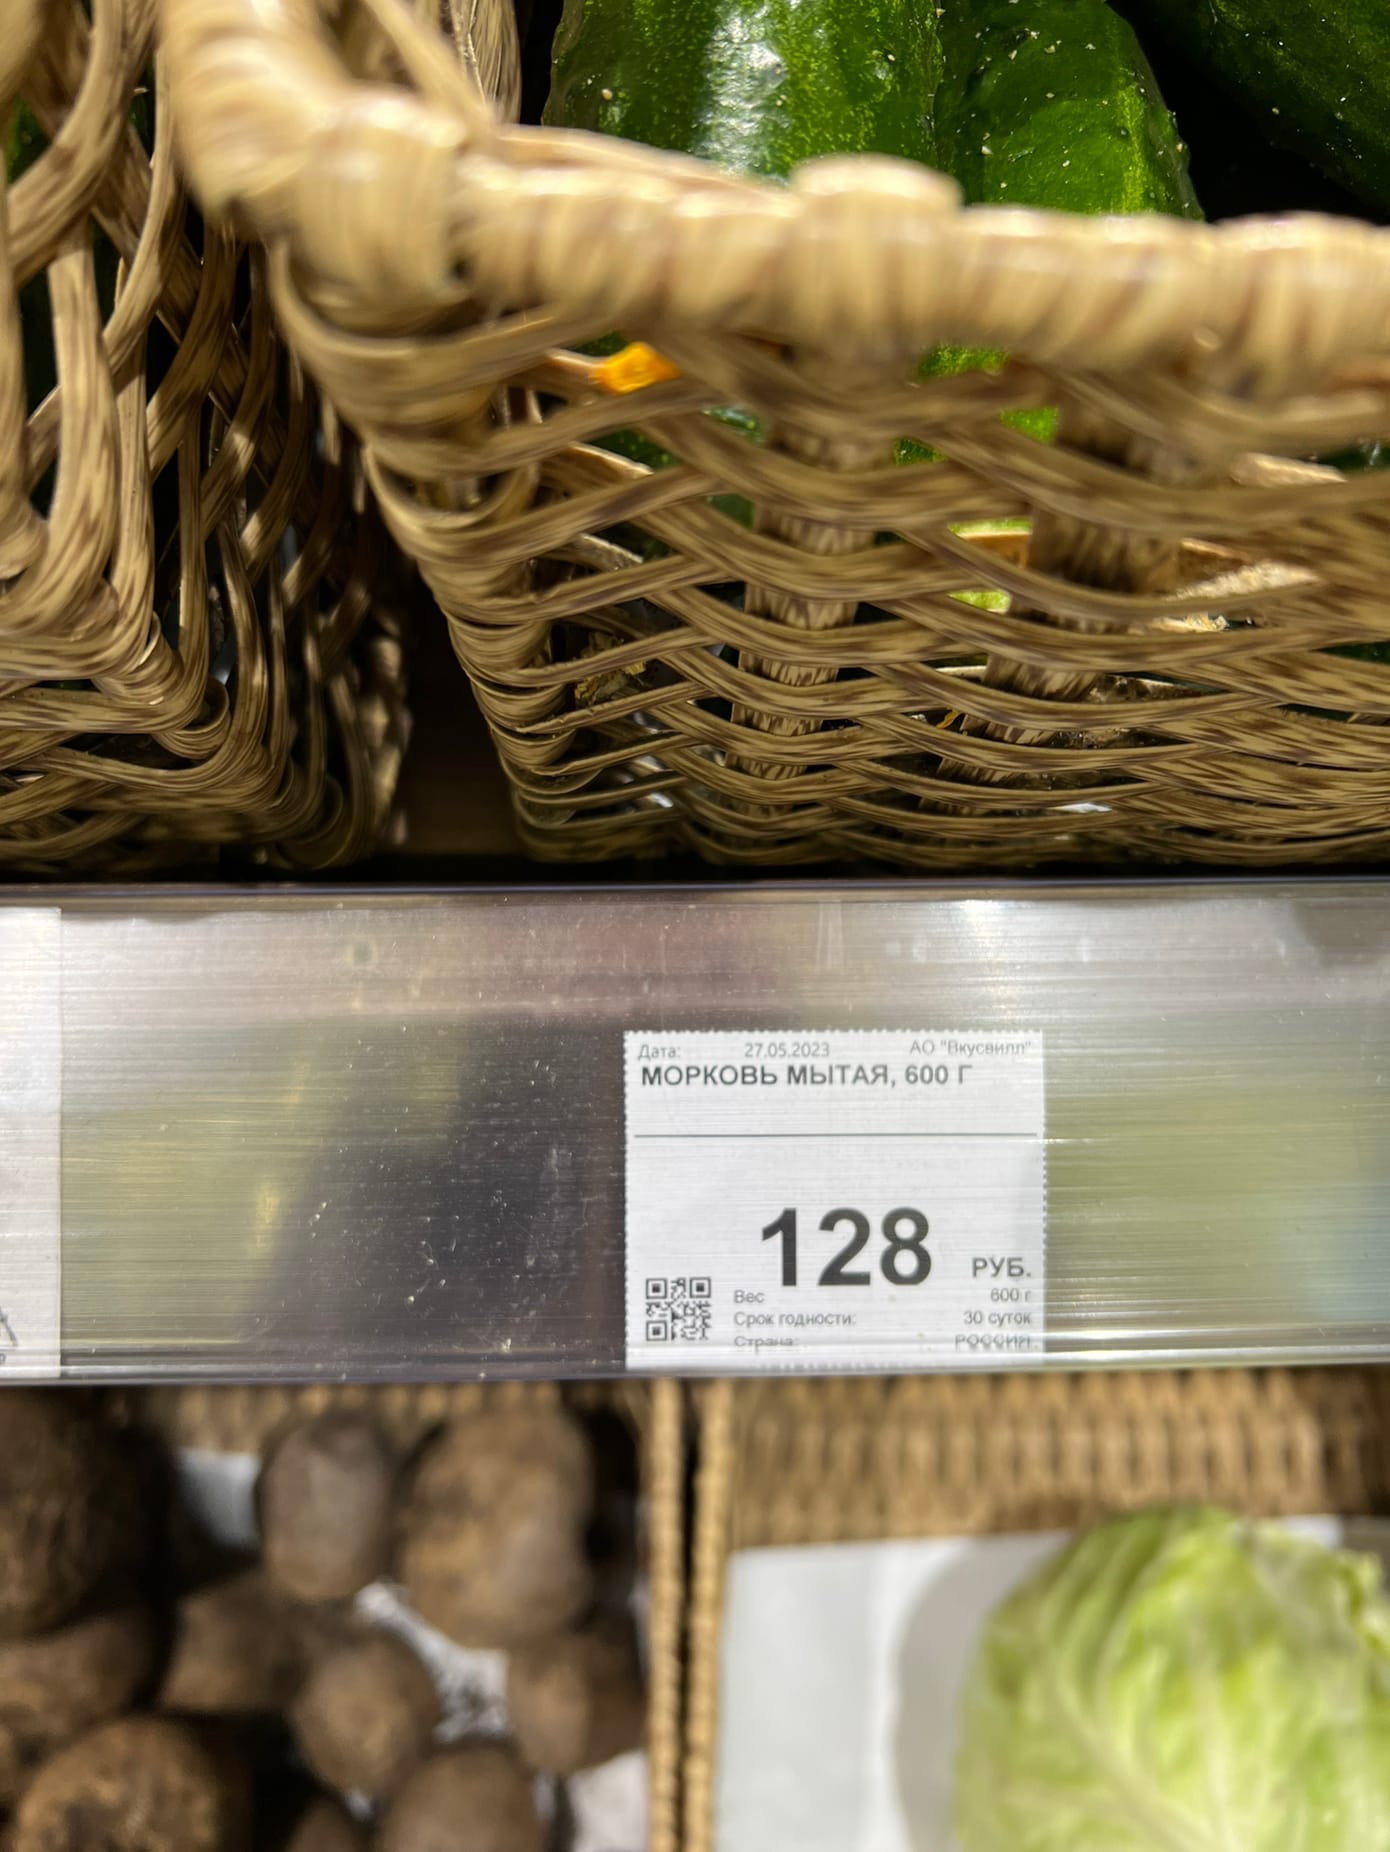 Дата: 27.05.2023 АО "Вкусвилл"
МОРКОВЬ МЫТАЯ, 600 Г
128 РУБ.
Вес 600 г
Срок годности: 30 суток
Страна: РОССИЯ